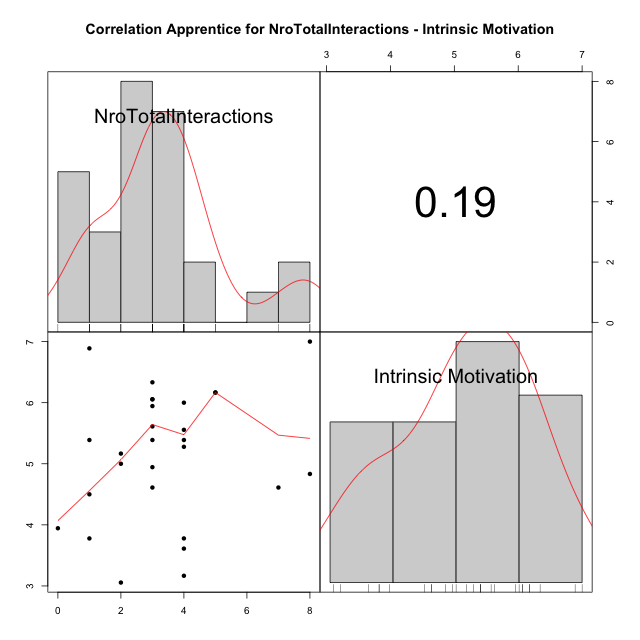 Correlation Apprentice for NroTotalInteractions - Intrinsic Motivation
3 4 5 6 7
NroTotalInteractions
0.19
8
6
4
2
0
7
6
5
4
3
Intrinsic Motivation
0 2 4 6 8